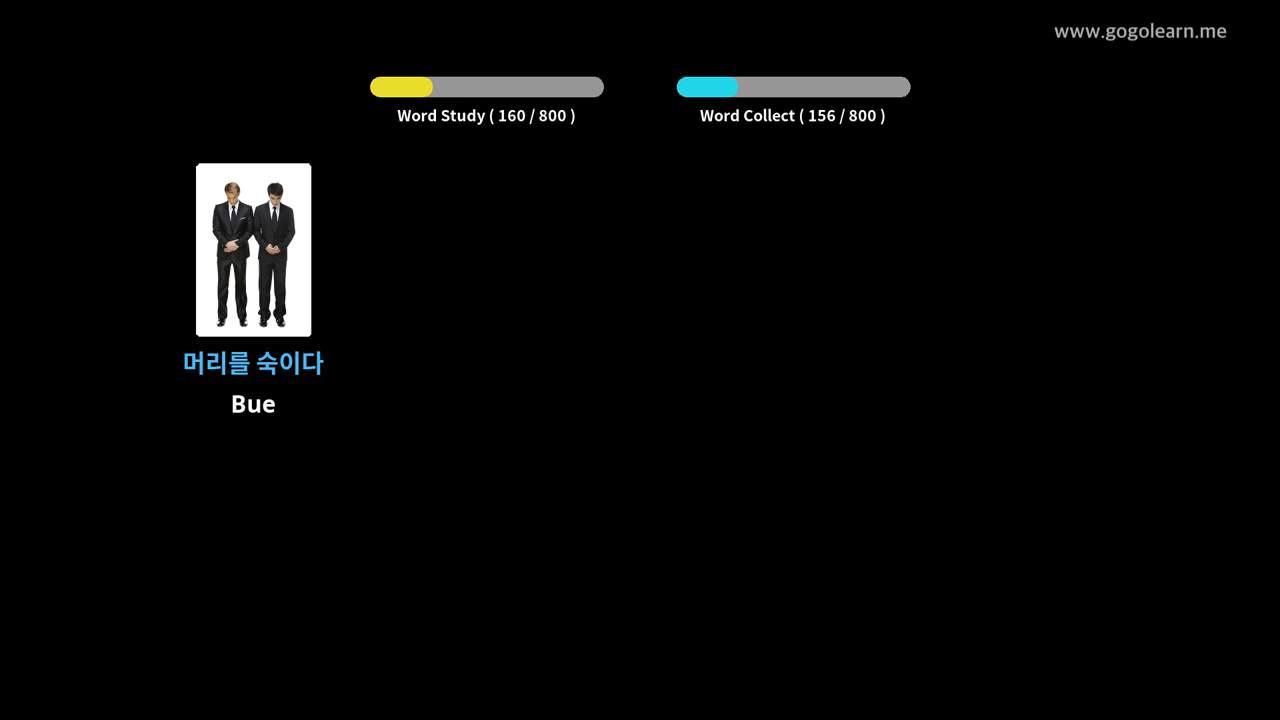 www.gogolearn.me
Word Study ( 160 / 800 )
Word Collect ( 156 / 800 )
머리를 숙이다
Bue